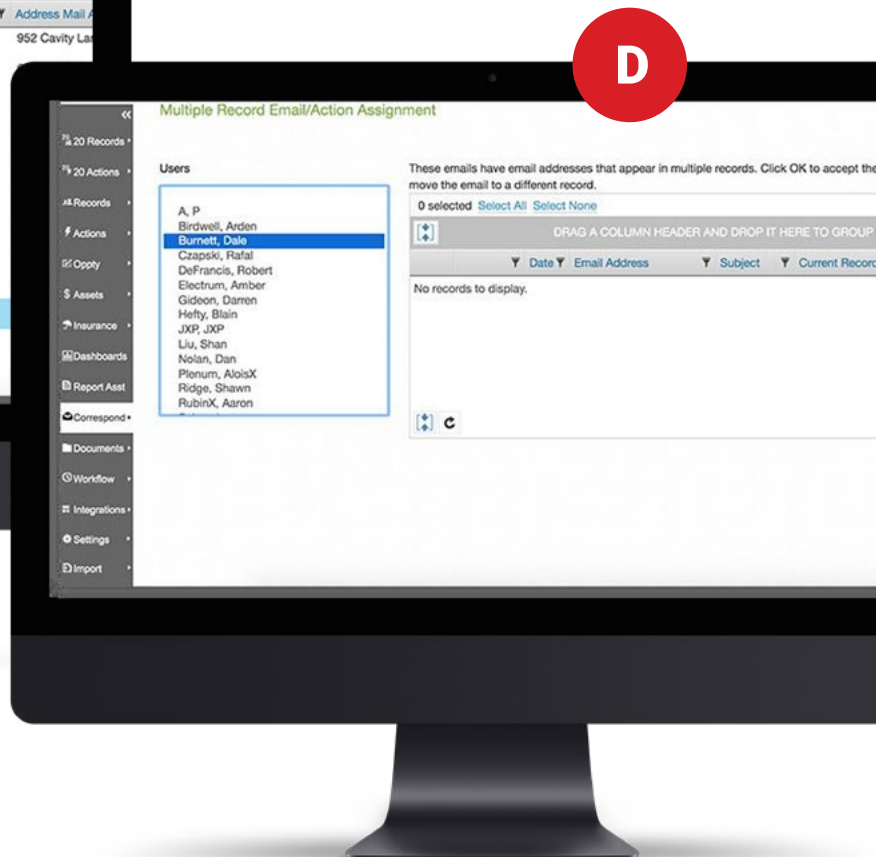 Address Mail A
952 Cavity Lan
D
«
Multiple Record Email/Action Assignment
20 Records
20 Actions
Records
Actions
Oppty
$ Assets
Insurance
Dashboards
Report Asst
Correspond
Documents
Workflow
Integrations
Settings
Import
Users
A, P
Birdwell, Arden
Burnett, Dale
Czapski, Rafal
DeFrancis, Robert
Electrum, Amber
Gideon, Darren
Hefty, Blain
JXP, JXP
Liu, Shan
Nolan, Dan
Plenum, AloisX
Ridge, Shawn
RubinX, Aaron
These emails have email addresses that appear in multiple records. Click OK to accept the
move the email to a different record.
0 selected Select All Select None
DRAG A COLUMN HEADER AND DROP IT HERE TO GROUP
Date Email Address Subject Current Record
No records to display.